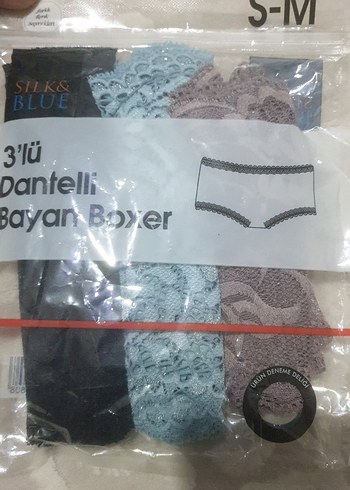 S-M
SILK&
BLUE
3'lü
Dantelli
Bayan Boxer
ÜRÜN DENEME DELİĞİ